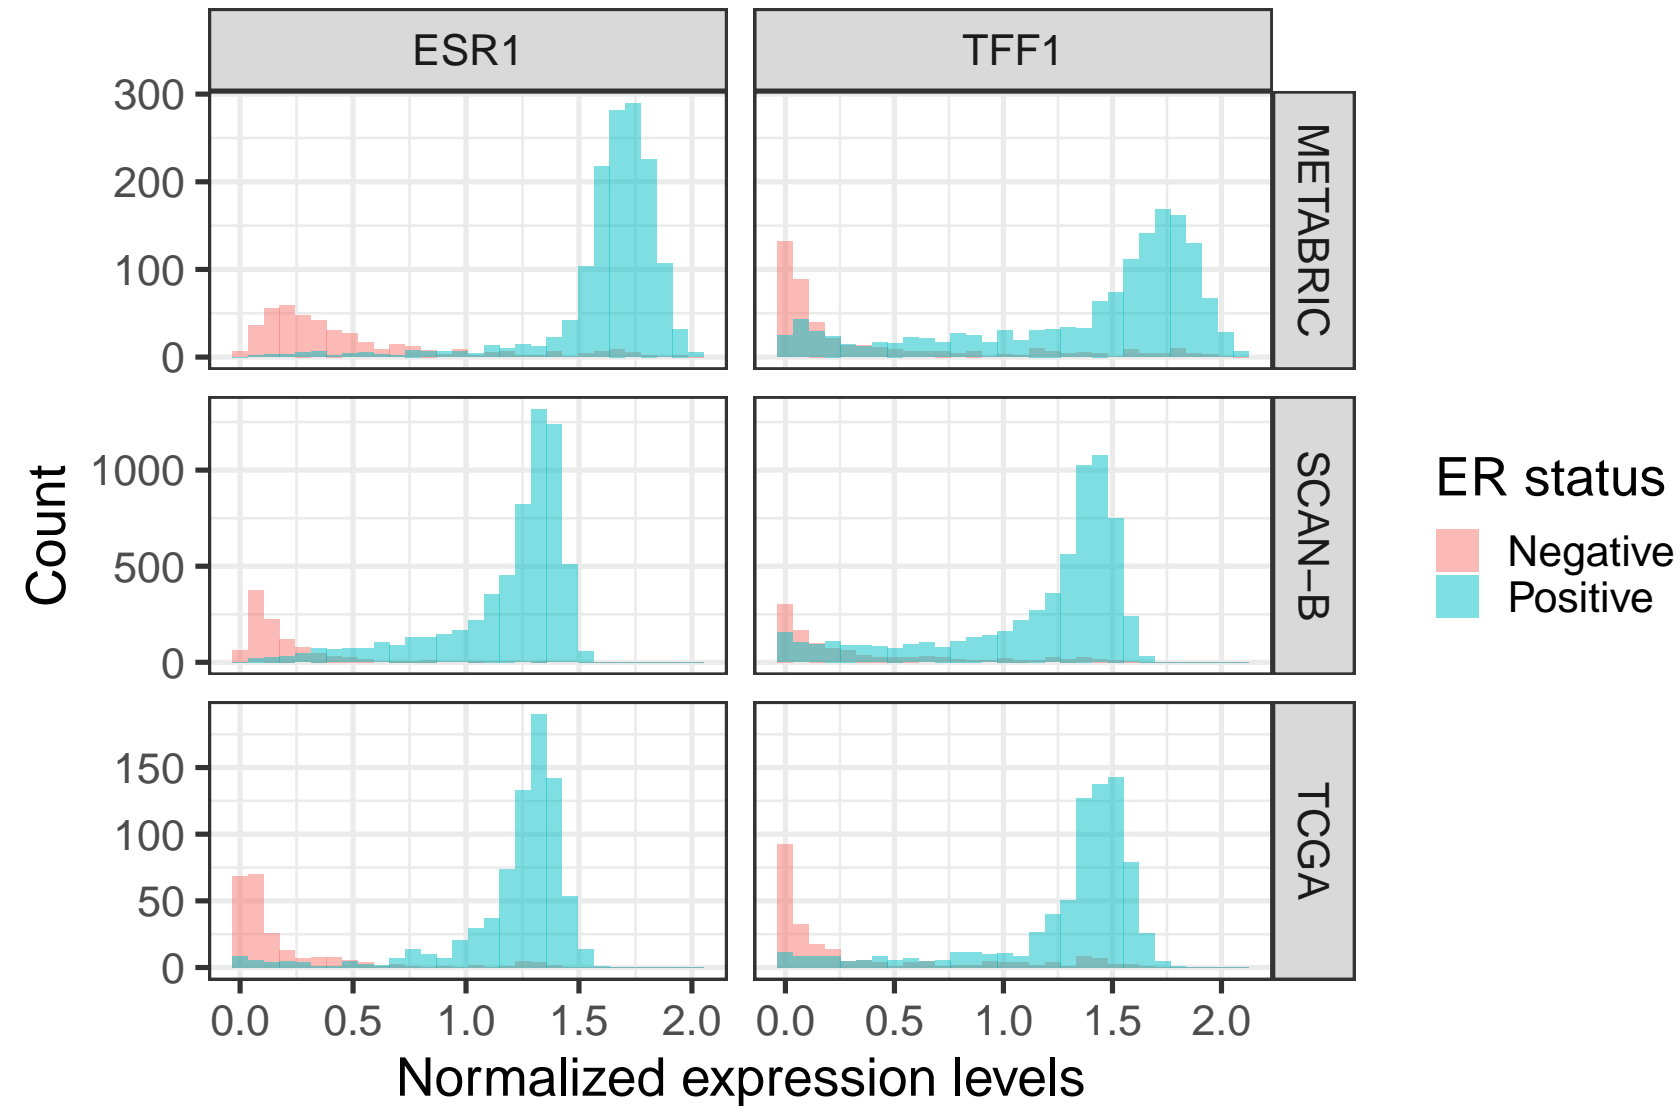 ESR1
TFF1
300
200
100
0
METABRIC
Count
1000
500
0
SCAN−B
ER status
Negative
Positive
150
100
50
0
TCGA
0.0 0.5 1.0 1.5 2.0
0.0 0.5 1.0 1.5 2.0
Normalized expression levels